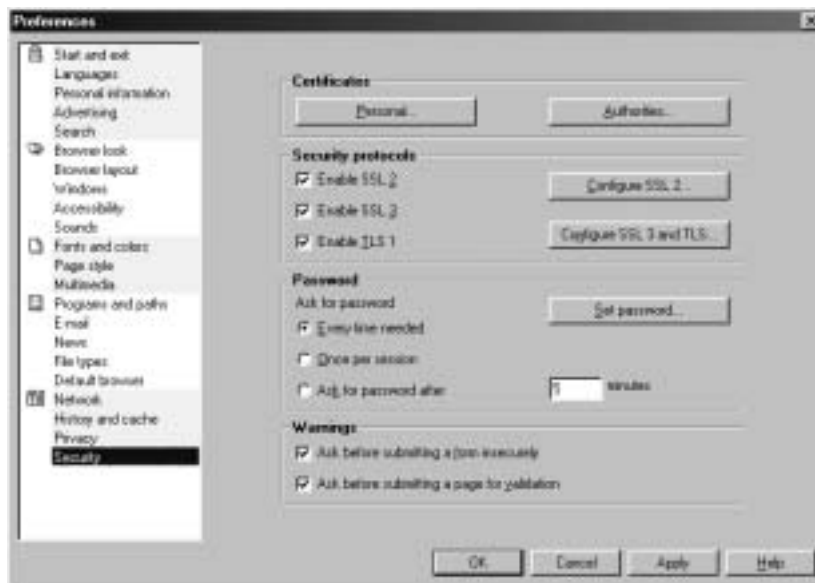 Preferences
Start and exit
Languages
Personal information
Advertising
Search
Browser look
Browser layout
Windows
Accessibility
Sounds
Fonts and colors
Page style
Multimedia
Programs and paths
E-mail
News
File types
Default browser
Network
History and cache
Privacy
Security
Certificates
Personal... Authorities...
Security protocols
Enable SSL 2 Configure SSL 2...
Enable SSL 3
Enable TLS 1 Configure SSL 3 and TLS...
Password
Ask for password Set password...
Every time needed
Once per session
Ask for password after 5 minutes
Warnings
Ask before submitting a form insecurely
Ask before submitting a page for validation
OK Cancel Apply Help